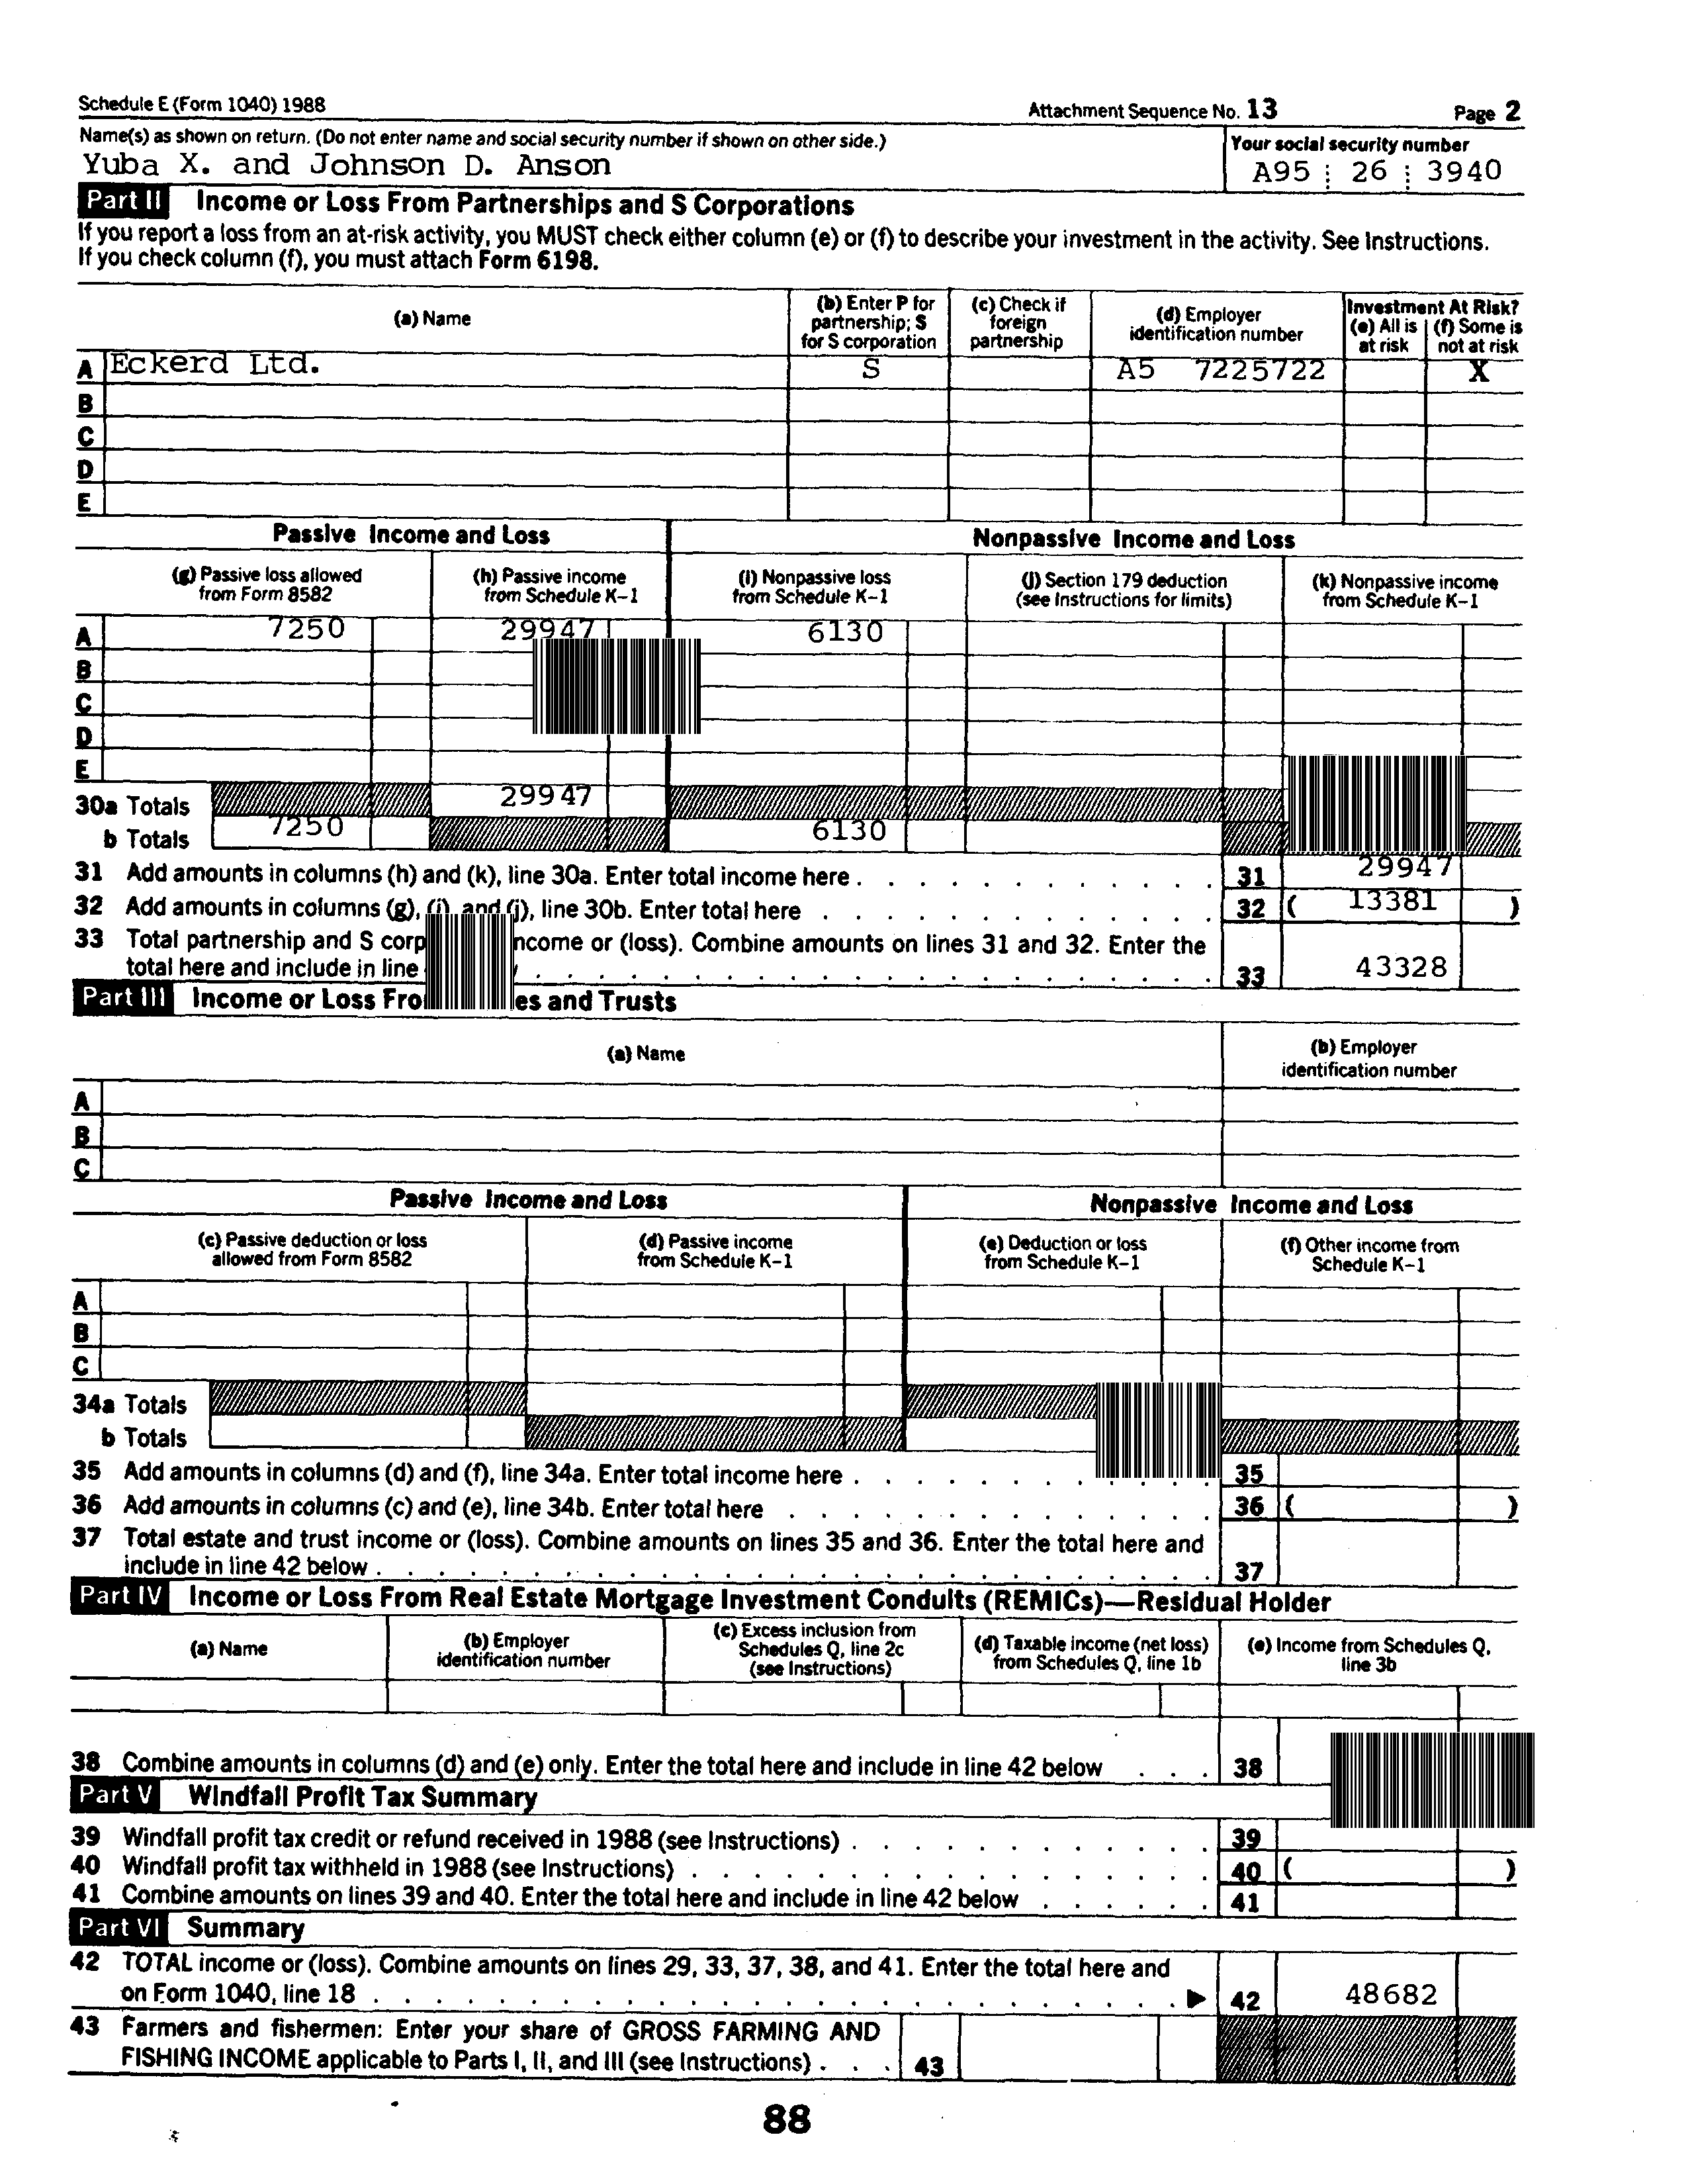 Schedule E (Form 1040) 1988 Attachment Sequence No. 13 Page 2
Name(s) as shown on return. (Do not enter name and social security number if shown on other side.) Your social security number
Yuba X. and Johnson D. Anson A95 26 3940
Part II Income or Loss From Partnerships and S Corporations
If you report a loss from an at-risk activity, you MUST check either column (e) or (f) to describe your investment in the activity. See Instructions.
If you check column (f), you must attach Form 6198.
(a) Name
(b) Enter P for partnership; S for S corporation
(c) Check if foreign partnership
(d) Employer identification number
Investment At Risk?
(e) All is at risk
(f) Some is not at risk
A Eckerd Ltd. S A5 7225722 X
B
C
D
E
Passive Income and Loss Nonpassive Income and Loss
(g) Passive loss allowed from Form 8582
(h) Passive income from Schedule K-1
(i) Nonpassive loss from Schedule K-1
(j) Section 179 deduction (see Instructions for limits)
(k) Nonpassive income from Schedule K-1
A 7250 29947 6130
B
C
D
E
30a Totals 29947
b Totals 7250 6130
31 Add amounts in columns (h) and (k), line 30a. Enter total income here 31 29947
32 Add amounts in columns (g), (i), and (j), line 30b. Enter total here 32 ( 13381 )
33 Total partnership and S corp ncome or (loss). Combine amounts on lines 31 and 32. Enter the
total here and include in line 33 43328
Part III Income or Loss Fro es and Trusts
(a) Name
(b) Employer identification number
A
B
C
Passive Income and Loss Nonpassive Income and Loss
(c) Passive deduction or loss allowed from Form 8582
(d) Passive income from Schedule K-1
(e) Deduction or loss from Schedule K-1
(f) Other income from Schedule K-1
A
B
C
34a Totals
b Totals
35 Add amounts in columns (d) and (f), line 34a. Enter total income here 35
36 Add amounts in columns (c) and (e), line 34b. Enter total here 36 ( )
37 Total estate and trust income or (loss). Combine amounts on lines 35 and 36. Enter the total here and
include in line 42 below 37
Part IV Income or Loss From Real Estate Mortgage Investment Conduits (REMICs)—Residual Holder
(a) Name
(b) Employer identification number
(c) Excess inclusion from Schedules Q, line 2c (see Instructions)
(d) Taxable income (net loss) from Schedules Q, line 1b
(e) Income from Schedules Q, line 3b
38 Combine amounts in columns (d) and (e) only. Enter the total here and include in line 42 below 38
Part V Windfall Profit Tax Summary
39 Windfall profit tax credit or refund received in 1988 (see Instructions) 39
40 Windfall profit tax withheld in 1988 (see Instructions) 40 ( )
41 Combine amounts on lines 39 and 40. Enter the total here and include in line 42 below 41
Part VI Summary
42 TOTAL income or (loss). Combine amounts on lines 29, 33, 37, 38, and 41. Enter the total here and
on Form 1040, line 18 ▶ 42 48682
43 Farmers and fishermen: Enter your share of GROSS FARMING AND
FISHING INCOME applicable to Parts I, II, and III (see Instructions) 43
88